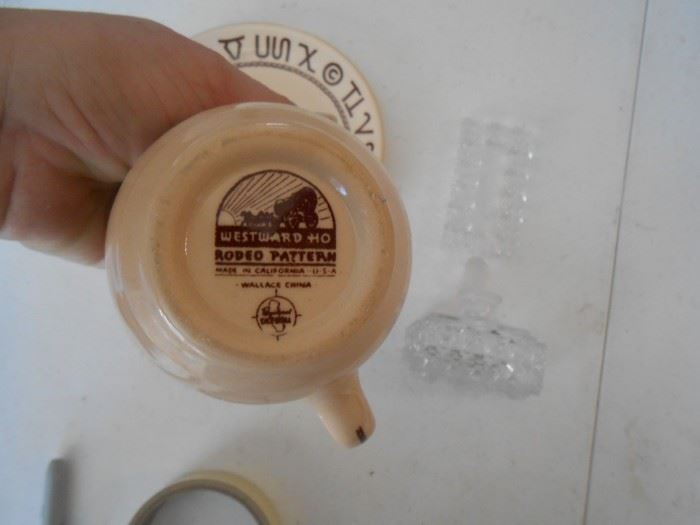 WESTWARD HO
RODEO PATTERN
MADE IN CALIFORNIA U·S·A
· WALLACE CHINA ·